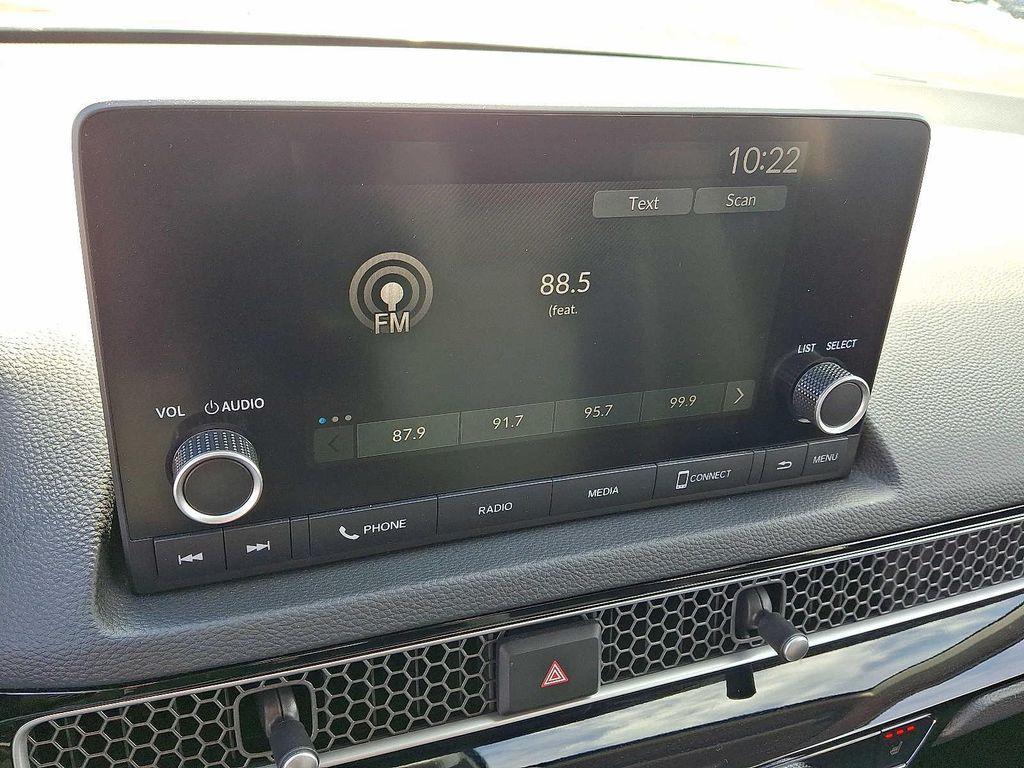 10:22
Text Scan
88.5
(feat.
FM
LIST SELECT
VOL AUDIO
87.9 91.7 95.7 99.9
PHONE RADIO MEDIA CONNECT MENU